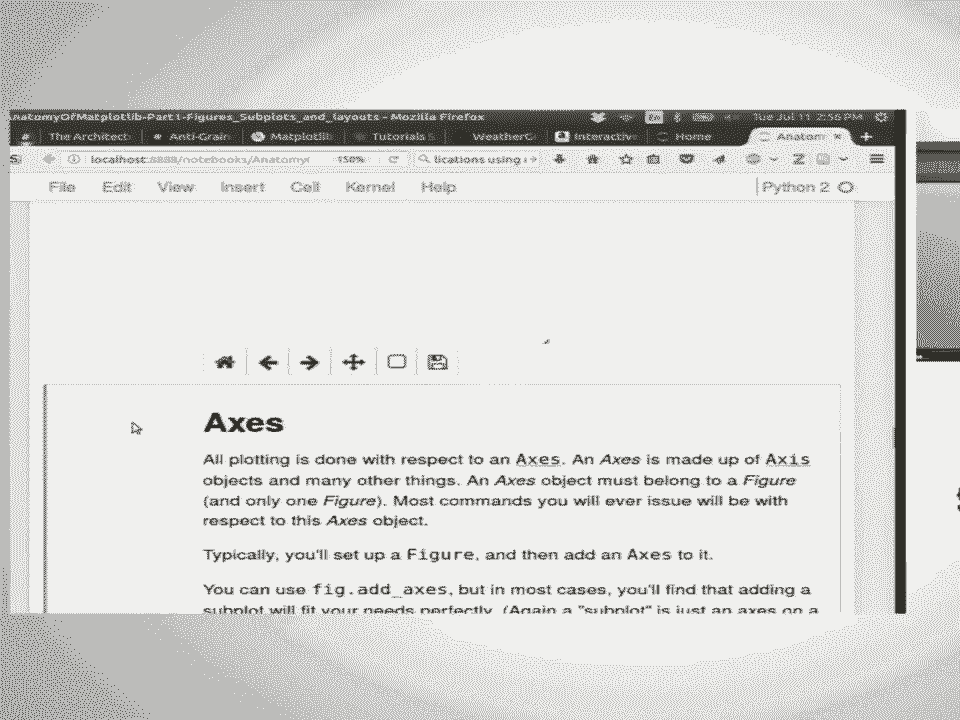 AnatomyOfMatplotlib-Part1-Figures_Subplots_and_layouts - Mozilla Firefox En Tue Jul 11 2:56 PM
The Architect Anti-Grain Matplotlib Tutorials WeatherG Interactive Home Anatom
localhost:8888/notebooks/Anatomy 150% lications using
File Edit View Insert Cell Kernel Help Python 2
Axes
All plotting is done with respect to an Axes. An Axes is made up of Axis
objects and many other things. An Axes object must belong to a Figure
(and only one Figure). Most commands you will ever issue will be with
respect to this Axes object.
Typically, you'll set up a Figure, and then add an Axes to it.
You can use fig.add_axes, but in most cases, you'll find that adding a
subplot will fit your needs perfectly. (Again a "subplot" is just an axes on a